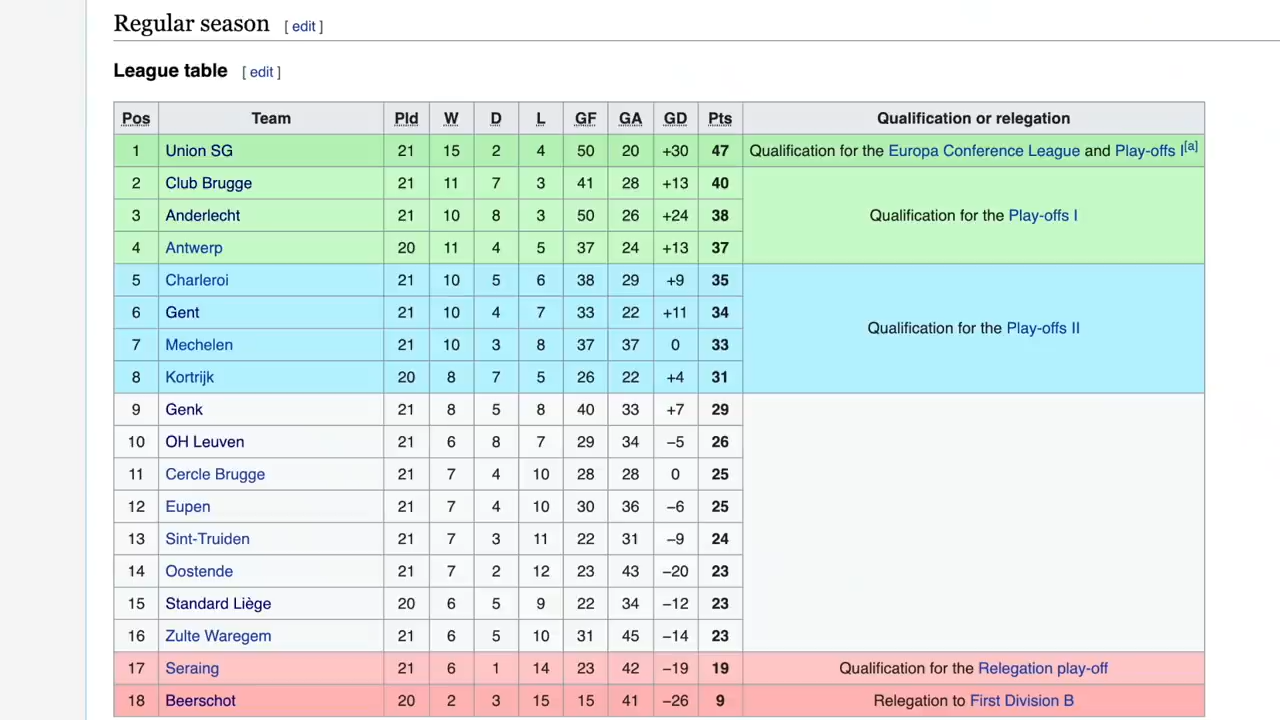 Regular season [ edit ]
League table [ edit ]
Pos Team Pld W D L GF GA GD Pts Qualification or relegation
1 Union SG 21 15 2 4 50 20 +30 47 Qualification for the Europa Conference League and Play-offs I[a]
2 Club Brugge 21 11 7 3 41 28 +13 40
3 Anderlecht 21 10 8 3 50 26 +24 38 Qualification for the Play-offs I
4 Antwerp 20 11 4 5 37 24 +13 37
5 Charleroi 21 10 5 6 38 29 +9 35
6 Gent 21 10 4 7 33 22 +11 34
Qualification for the Play-offs II
7 Mechelen 21 10 3 8 37 37 0 33
8 Kortrijk 20 8 7 5 26 22 +4 31
9 Genk 21 8 5 8 40 33 +7 29
10 OH Leuven 21 6 8 7 29 34 −5 26
11 Cercle Brugge 21 7 4 10 28 28 0 25
12 Eupen 21 7 4 10 30 36 −6 25
13 Sint-Truiden 21 7 3 11 22 31 −9 24
14 Oostende 21 7 2 12 23 43 −20 23
15 Standard Liège 20 6 5 9 22 34 −12 23
16 Zulte Waregem 21 6 5 10 31 45 −14 23
17 Seraing 21 6 1 14 23 42 −19 19 Qualification for the Relegation play-off
18 Beerschot 20 2 3 15 15 41 −26 9 Relegation to First Division B